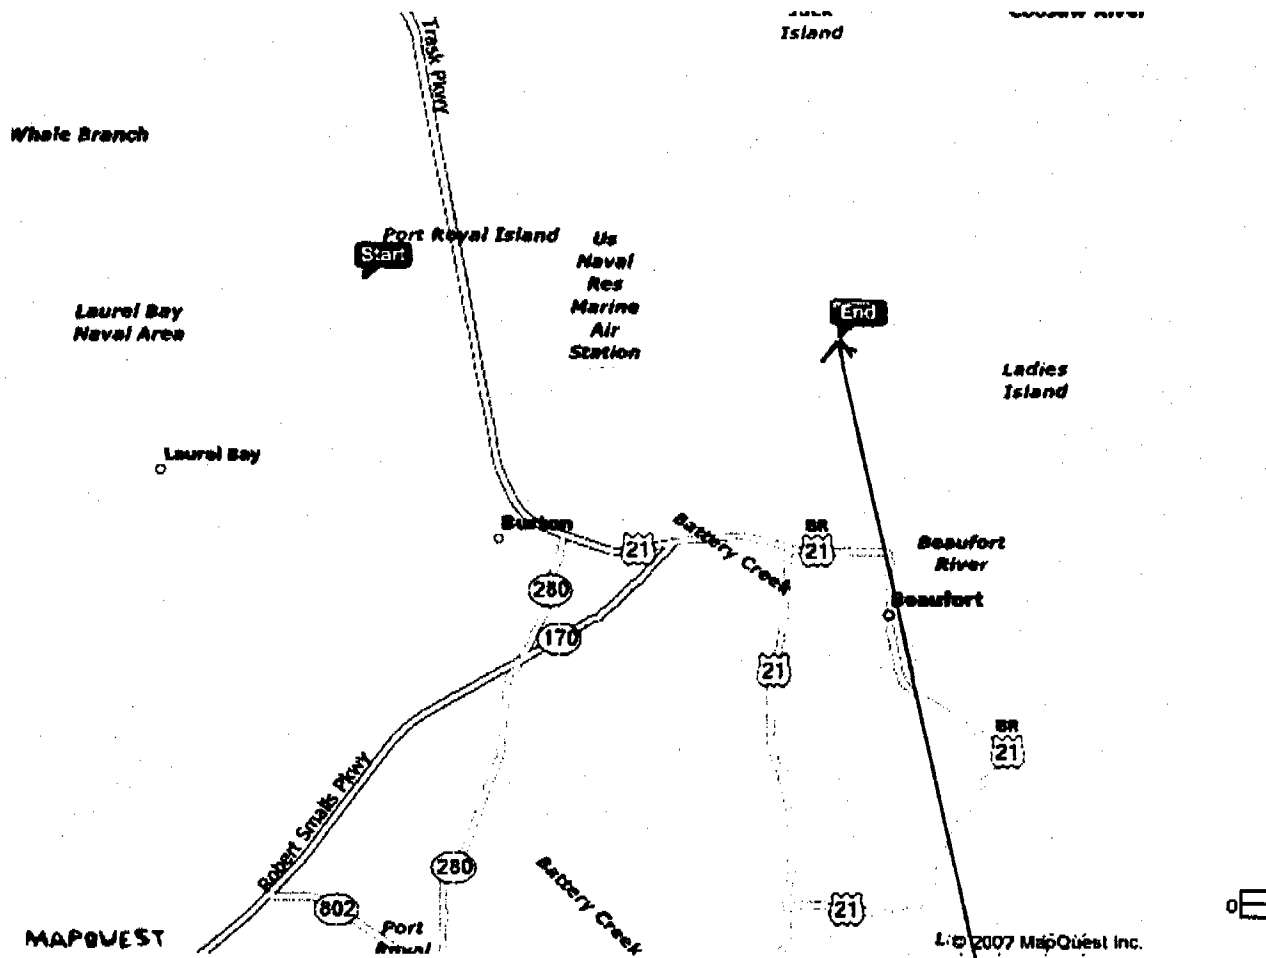 Island
Trask Pkwy
Whale Branch
Port Royal Island
Start
Us
Naval
Res
Marine
Air
Station
Laurel Bay
Naval Area
End
Ladies
Island
Laurel Bay
Burton
21
Battery Creek
BR
21
Beaufort
River
280
Beaufort
170
21
BR
21
Robert Smalls Pkwy
280
Battery Creek
802
21
Port
Royal
MAPQUEST
© 2007 MapQuest Inc.